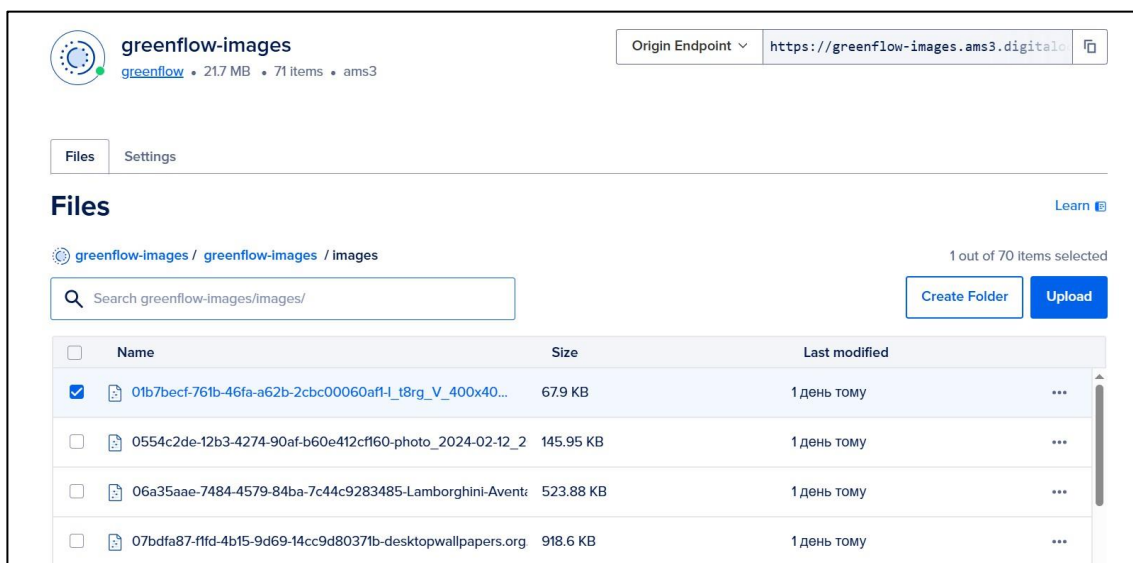 greenflow-images
greenflow • 21.7 MB • 71 items • ams3
Origin Endpoint https://greenflow-images.ams3.digitalo
Files Settings
Files
Learn
greenflow-images / greenflow-images / images
1 out of 70 items selected
Search greenflow-images/images/
Create Folder Upload
Name Size Last modified
01b7becf-761b-46fa-a62b-2cbc00060af1-I_t8rg_V_400x40... 67.9 KB 1 день тому
0554c2de-12b3-4274-90af-b60e412cf160-photo_2024-02-12_2 145.95 KB 1 день тому
06a35aae-7484-4579-84ba-7c44c9283485-Lamborghini-Aventa 523.88 KB 1 день тому
07bdfa87-f1fd-4b15-9d69-14cc9d80371b-desktopwallpapers.org. 918.6 KB 1 день тому